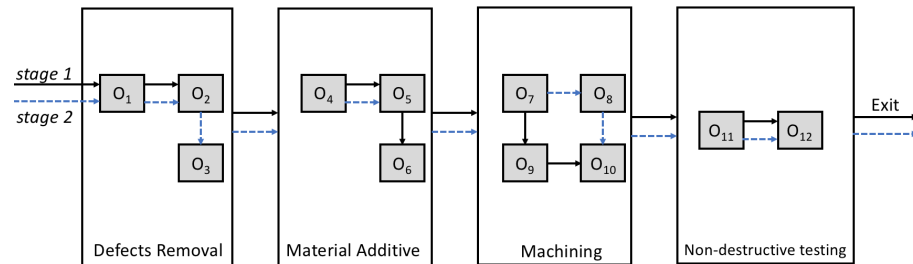 stage 1
stage 2
O1 O2
O3
Defects Removal
O4 O5
O6
Material Additive
O7 O8
O9 O10
Machining
O11 O12
Non-destructive testing
Exit